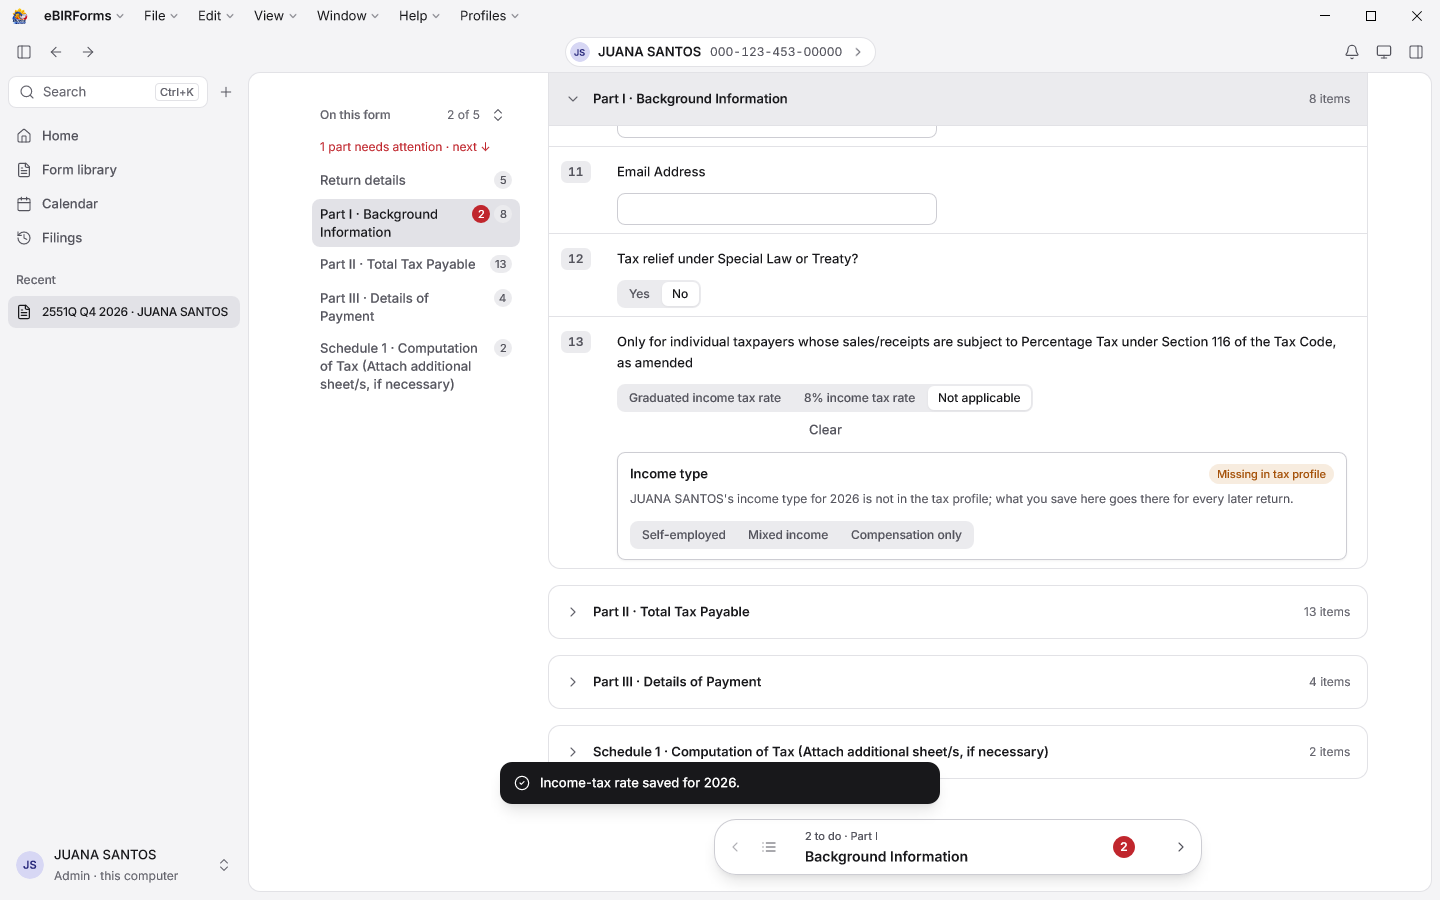 eBIRForms File Edit View Window Help Profiles
JS JUANA SANTOS 000-123-453-00000
Search Ctrl+K
Home
Form library
Calendar
Filings
Recent
2551Q Q4 2026 · JUANA SANTOS
JS JUANA SANTOS
Admin · this computer
On this form 2 of 5
1 part needs attention · next ↓
Return details 5
Part I · Background 2 8
Information
Part II · Total Tax Payable 13
Part III · Details of 4
Payment
Schedule 1 · Computation 2
of Tax (Attach additional
sheet/s, if necessary)
Part I · Background Information 8 items
11 Email Address
12 Tax relief under Special Law or Treaty?
Yes No
13 Only for individual taxpayers whose sales/receipts are subject to Percentage Tax under Section 116 of the Tax Code,
as amended
Graduated income tax rate 8% income tax rate Not applicable
Clear
Income type Missing in tax profile
JUANA SANTOS's income type for 2026 is not in the tax profile; what you save here goes there for every later return.
Self-employed Mixed income Compensation only
Part II · Total Tax Payable 13 items
Part III · Details of Payment 4 items
Schedule 1 · Computation of Tax (Attach additional sheet/s, if necessary) 2 items
Income-tax rate saved for 2026.
2 to do · Part I
Background Information 2